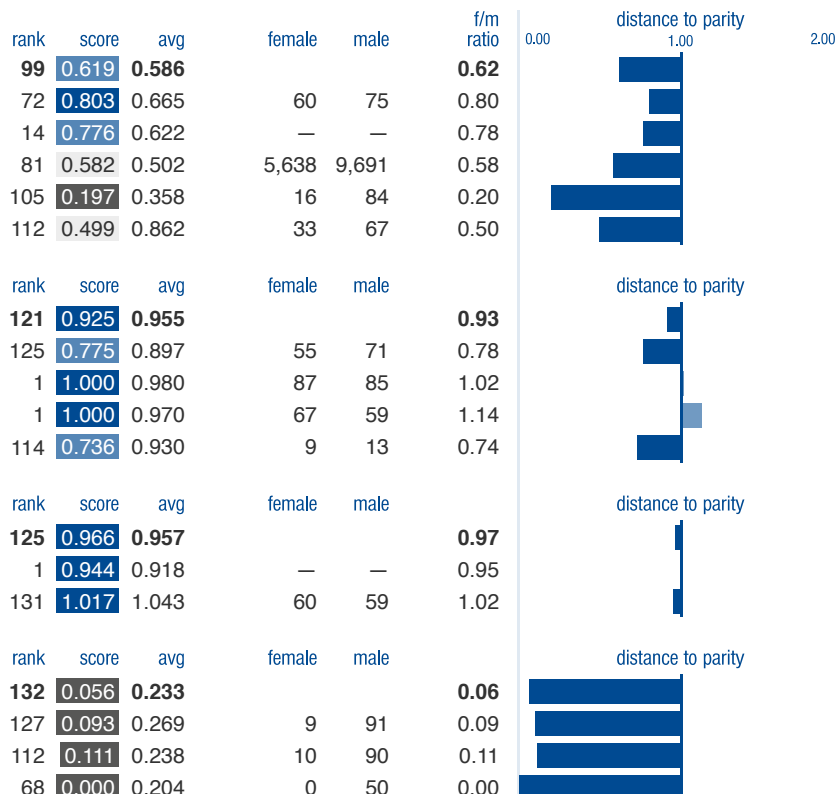 f/m distance to parity
rank score avg female male ratio 0.00 1.00 2.00
99 0.619 0.586 0.62
72 0.803 0.665 60 75 0.80
14 0.776 0.622 — — 0.78
81 0.582 0.502 5,638 9,691 0.58
105 0.197 0.358 16 84 0.20
112 0.499 0.862 33 67 0.50
rank score avg female male distance to parity
121 0.925 0.955 0.93
125 0.775 0.897 55 71 0.78
1 1.000 0.980 87 85 1.02
1 1.000 0.970 67 59 1.14
114 0.736 0.930 9 13 0.74
rank score avg female male distance to parity
125 0.966 0.957 0.97
1 0.944 0.918 — — 0.95
131 1.017 1.043 60 59 1.02
rank score avg female male distance to parity
132 0.056 0.233 0.06
127 0.093 0.269 9 91 0.09
112 0.111 0.238 10 90 0.11
68 0.000 0.204 0 50 0.00